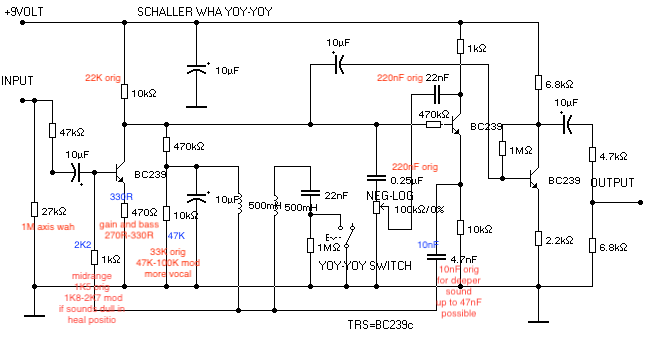 +9VOLT
SCHALLER WHA YOY-YOY
10µF
1kΩ
22K orig
10µF
220nF orig
22nF
6.8kΩ
INPUT
10kΩ
10µF
470kΩ
47kΩ
470kΩ
BC239
1MΩ
4.7kΩ
10µF
BC239
220nF orig
0.25µF
BC239
OUTPUT
330R
10µF
500mH
500mH
22nF
NEG-LOG
100kΩ/0%
27kΩ
470Ω
10kΩ
1M axis wah
gain and bass
270R-330R
47K
E~
10kΩ
2.2kΩ
6.8kΩ
2K2
1kΩ
33K orig
47K-100K mod
more vocal
1MΩ
10nF
4.7nF
YOY-YOY SWITCH
midrange
1K5 orig
1K8-2K7 mod
if sounds dull in
heal positio
10nF orig
for deeper
sound
up to 47nF
possible
TRS=BC239c